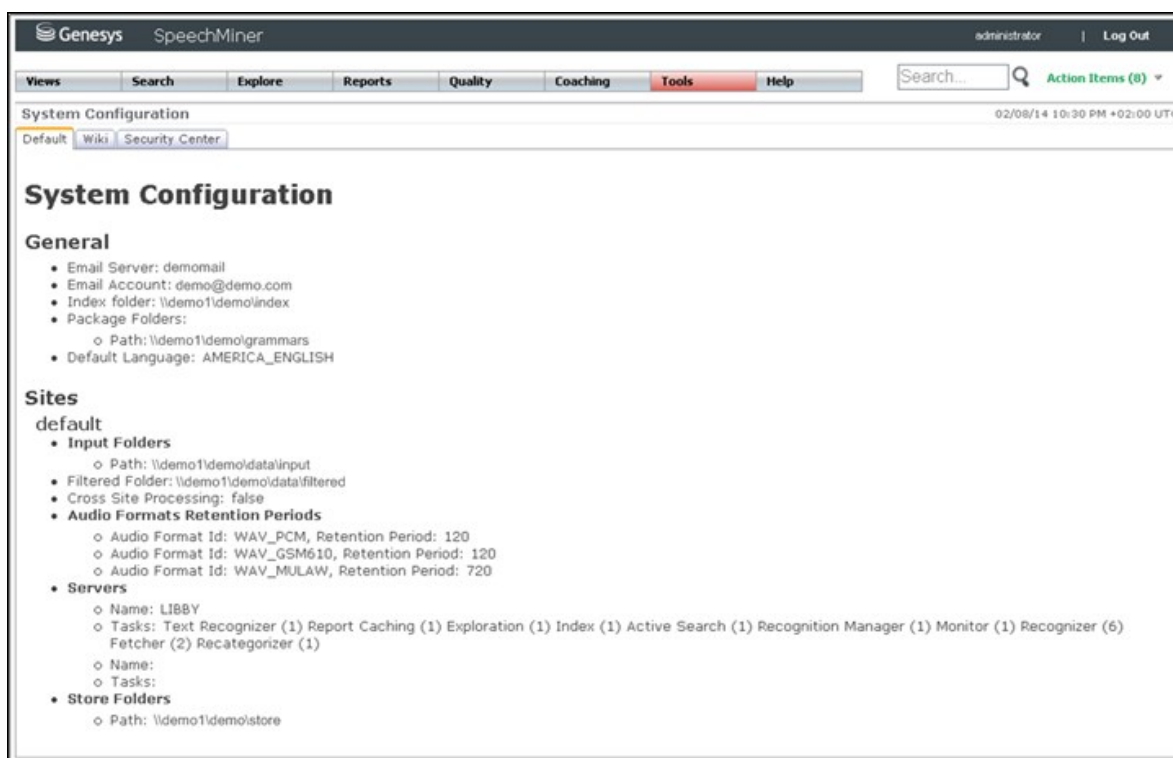 Genesys SpeechMiner administrator | Log Out
Views Search Explore Reports Quality Coaching Tools Help Search... Action Items (8)
System Configuration 02/08/14 10:30 PM +02:00 UTC
Default Wiki Security Center
System Configuration
General
• Email Server: demomail
• Email Account: demo@demo.com
• Index folder: \\demo1\demo\index
• Package Folders:
o Path: \\demo1\demo\grammars
• Default Language: AMERICA_ENGLISH
Sites
default
• Input Folders
o Path: \\demo1\demo\data\input
• Filtered Folder: \\demo1\demo\data\filtered
• Cross Site Processing: false
• Audio Formats Retention Periods
o Audio Format Id: WAV_PCM, Retention Period: 120
o Audio Format Id: WAV_GSM610, Retention Period: 120
o Audio Format Id: WAV_MULAW, Retention Period: 720
• Servers
o Name: LIBBY
o Tasks: Text Recognizer (1) Report Caching (1) Exploration (1) Index (1) Active Search (1) Recognition Manager (1) Monitor (1) Recognizer (6)
Fetcher (2) Recategorizer (1)
o Name:
o Tasks:
• Store Folders
o Path: \\demo1\demo\store